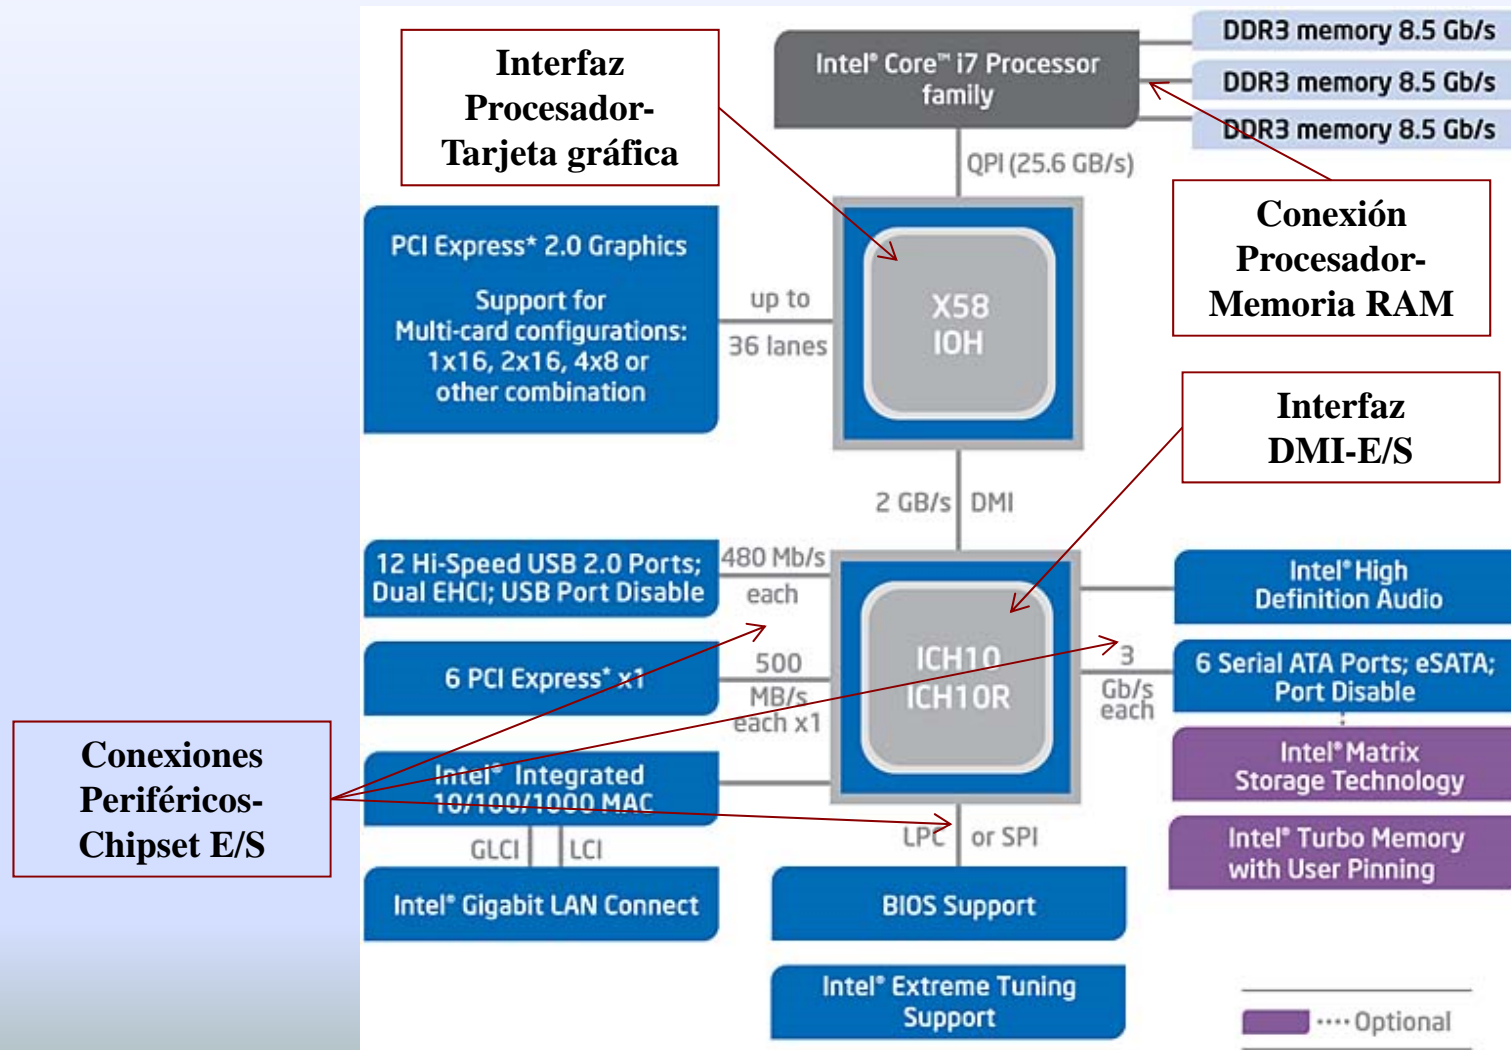 Interfaz
Procesador-
Tarjeta gráfica
Intel® Core™ i7 Processor
family
DDR3 memory 8.5 Gb/s
DDR3 memory 8.5 Gb/s
DDR3 memory 8.5 Gb/s
QPI (25.6 GB/s)
Conexión
Procesador-
Memoria RAM
PCI Express* 2.0 Graphics
Support for
Multi-card configurations:
1x16, 2x16, 4x8 or
other combination
up to
36 lanes
X58
IOH
Interfaz
DMI-E/S
2 GB/s DMI
12 Hi-Speed USB 2.0 Ports;
Dual EHCI; USB Port Disable
480 Mb/s
each
Intel® High
Definition Audio
6 PCI Express* x1
500
MB/s
each x1
ICH10
ICH10R
3
Gb/s
each
6 Serial ATA Ports; eSATA;
Port Disable
Conexiones
Periféricos-
Chipset E/S
Intel® Integrated
10/100/1000 MAC
Intel® Matrix
Storage Technology
GLCI LCI
LPC or SPI
Intel® Turbo Memory
with User Pinning
Intel® Gigabit LAN Connect
BIOS Support
Intel® Extreme Tuning
Support
Optional